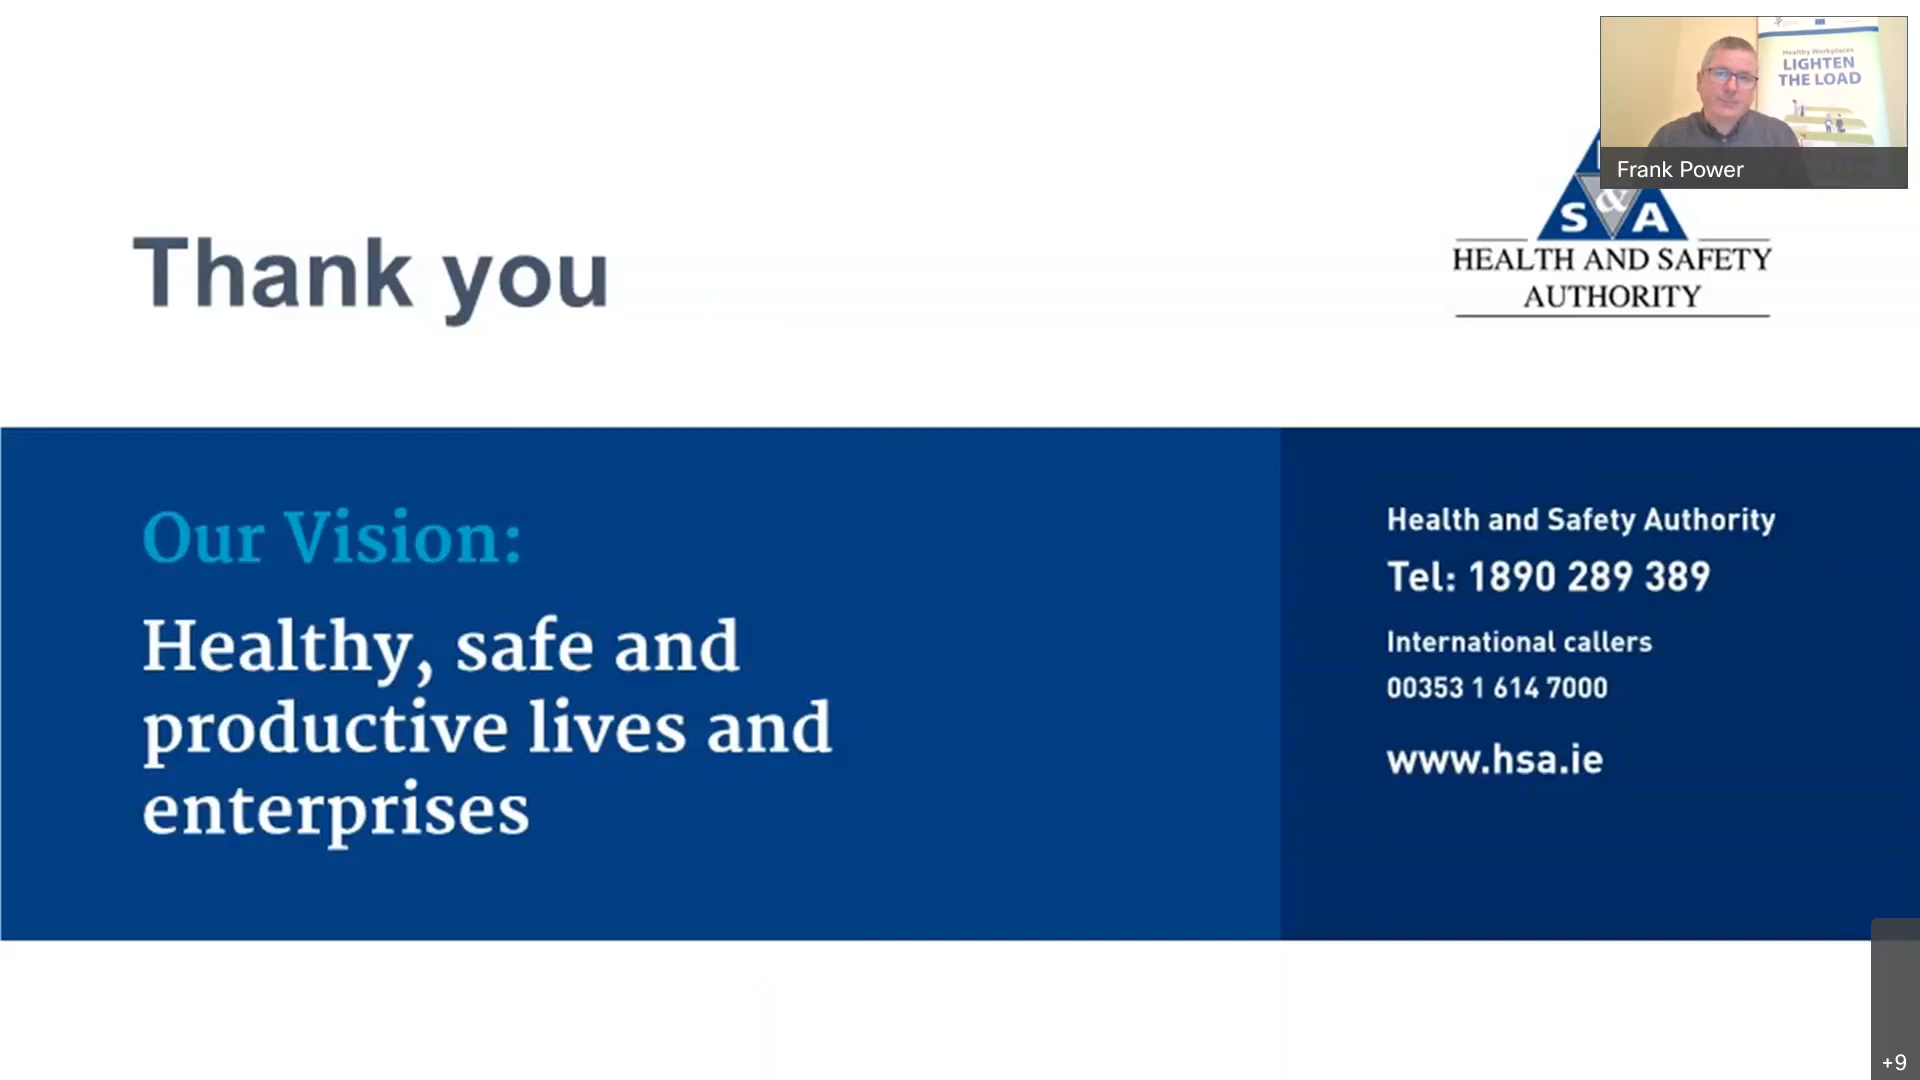 Healthy Workplaces
LIGHTEN
THE LOAD
Frank Power
S & A
HEALTH AND SAFETY
AUTHORITY
Thank you
Our Vision:
Healthy, safe and
productive lives and
enterprises
Health and Safety Authority
Tel: 1890 289 389
International callers
00353 1 614 7000
www.hsa.ie
+9